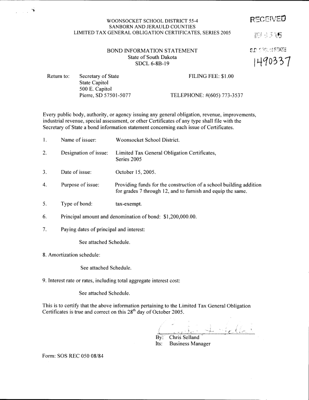 WOONSOCKET SCHOOL DISTRICT 55-4
SANBORN AND JERAULD COUNTIES
LIMITED TAX GENERAL OBLIGATION CERTIFICATES, SERIES 2005
RECEIVED
BOND INFORMATION STATEMENT
State of South Dakota
SDCL 6-8B-19
1490337
Return to: Secretary of State FILING FEE: $1.00
State Capitol
500 E. Capitol
Pierre, SD 57501-5077 TELEPHONE: #(605) 773-3537
Every public body, authority, or agency issuing any general obligation, revenue, improvements,
industrial revenue, special assessment, or other Certificates of any type shall file with the
Secretary of State a bond information statement concerning each issue of Certificates.
1. Name of issuer: Woonsocket School District.
2. Designation of issue: Limited Tax General Obligation Certificates,
Series 2005
3. Date of issue: October 15, 2005.
4. Purpose of issue: Providing funds for the construction of a school building addition
for grades 7 through 12, and to furnish and equip the same.
5. Type of bond: tax-exempt.
6. Principal amount and denomination of bond: $1,200,000.00.
7. Paying dates of principal and interest:
See attached Schedule.
8. Amortization schedule:
See attached Schedule.
9. Interest rate or rates, including total aggregate interest cost:
See attached Schedule.
This is to certify that the above information pertaining to the Limited Tax General Obligation
Certificates is true and correct on this 28th day of October 2005.
By: Chris Selland
Its: Business Manager
Form: SOS REC 050 08/84